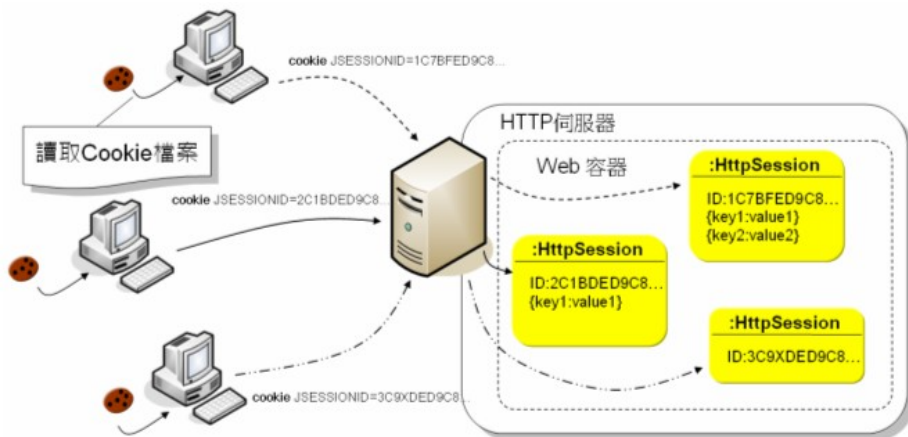 cookie JSESSIONID=1C7BFED9C8...
讀取Cookie檔案
cookie JSESSIONID=2C1BDED9C8...
cookie JSESSIONID=3C9XDED9C8...
HTTP伺服器
Web 容器
:HttpSession
ID:1C7BFED9C8...
{key1:value1}
{key2:value2}
:HttpSession
ID:2C1BDED9C8...
{key1:value1}
:HttpSession
ID:3C9XDED9C8...